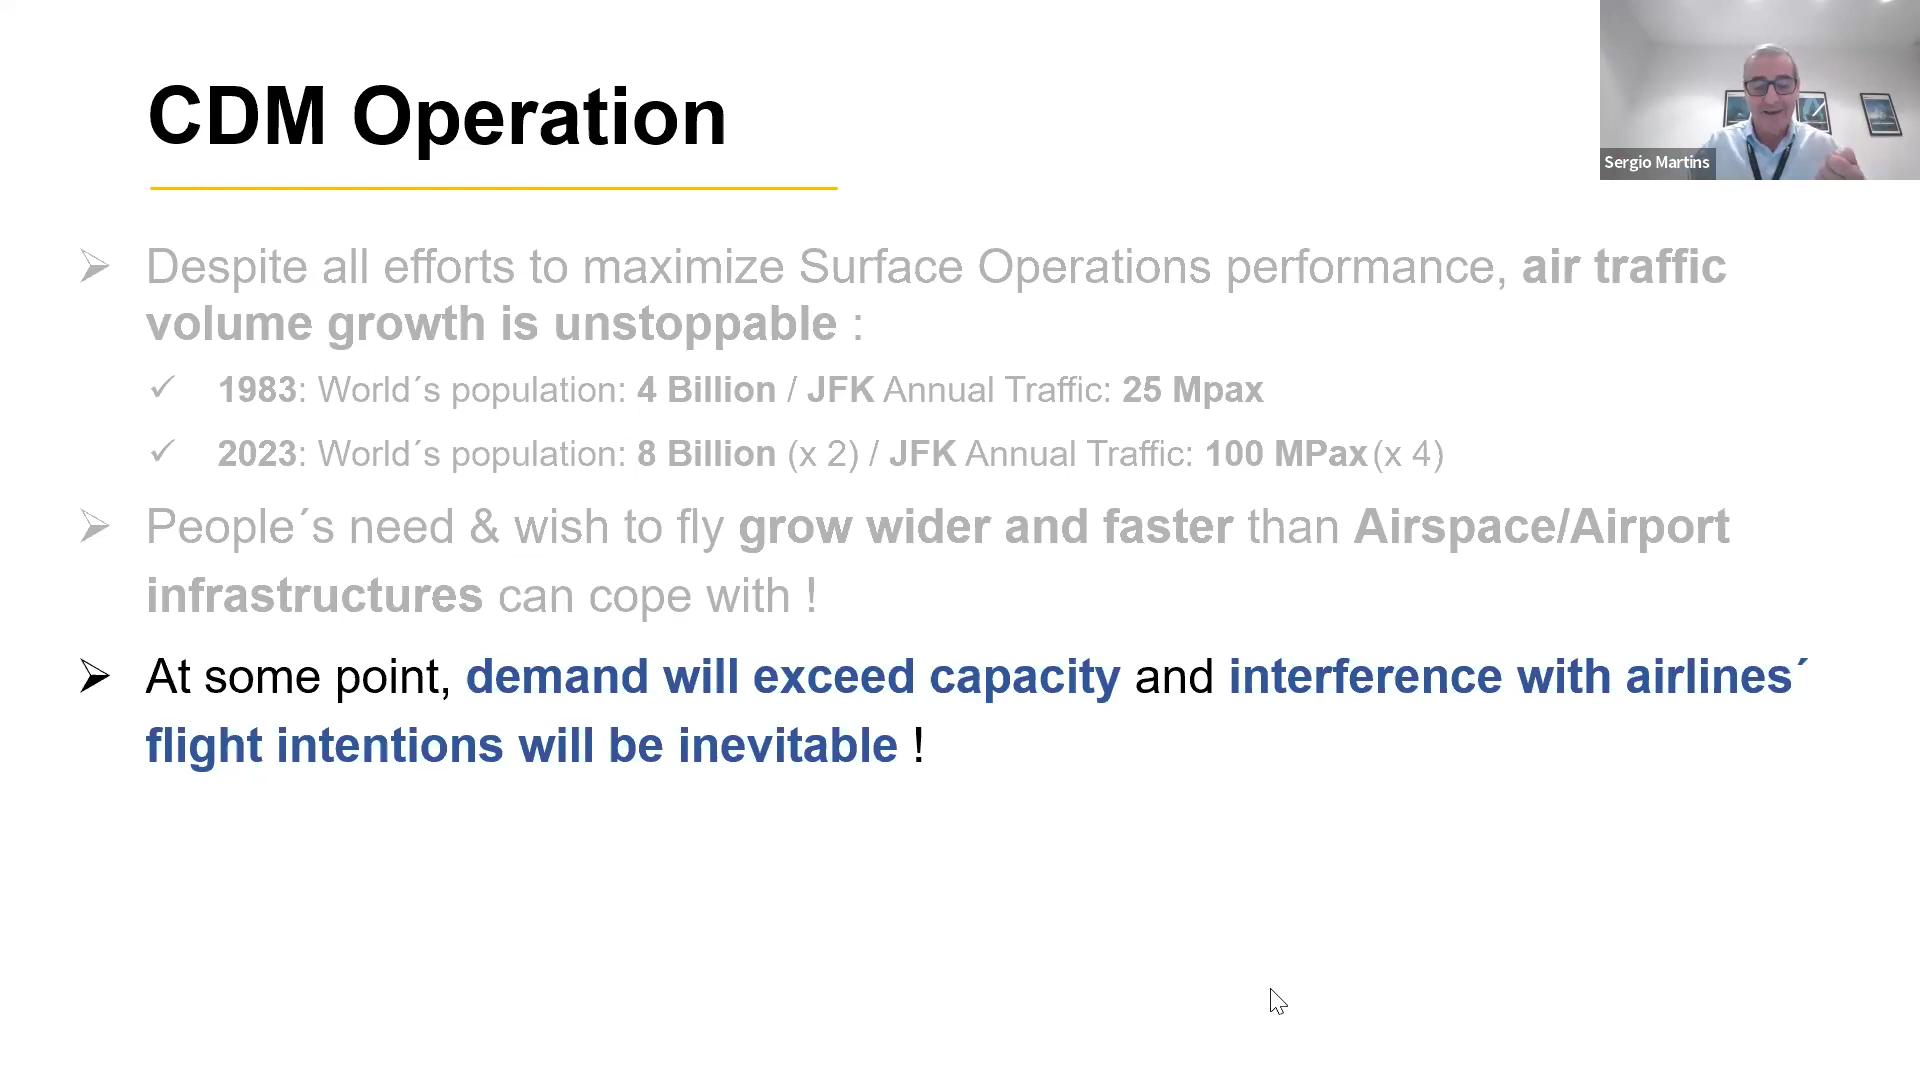 CDM Operation
Sergio Martins
➢ Despite all efforts to maximize Surface Operations performance, air traffic
volume growth is unstoppable :
✓ 1983: World´s population: 4 Billion / JFK Annual Traffic: 25 Mpax
✓ 2023: World´s population: 8 Billion (x 2) / JFK Annual Traffic: 100 MPax (x 4)
➢ People´s need & wish to fly grow wider and faster than Airspace/Airport
infrastructures can cope with !
➢ At some point, demand will exceed capacity and interference with airlines´
flight intentions will be inevitable !